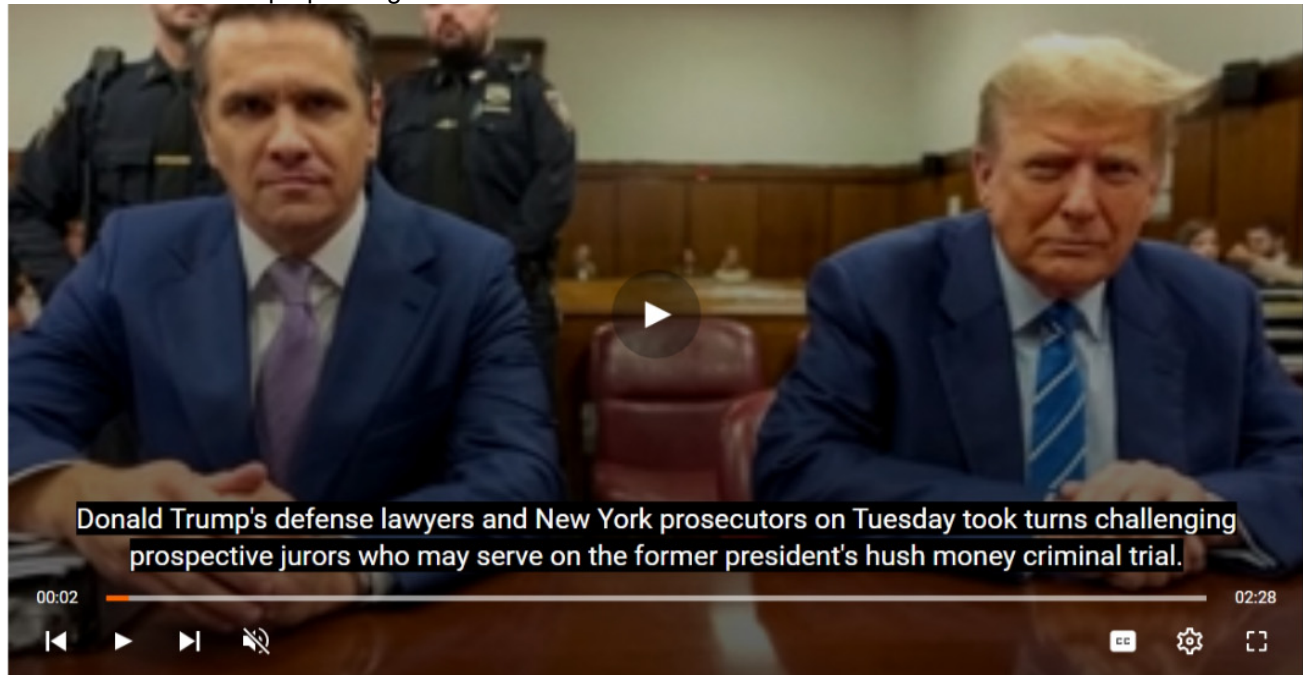 Donald Trump's defense lawyers and New York prosecutors on Tuesday took turns challenging
prospective jurors who may serve on the former president's hush money criminal trial.
00:02
02:28
CC